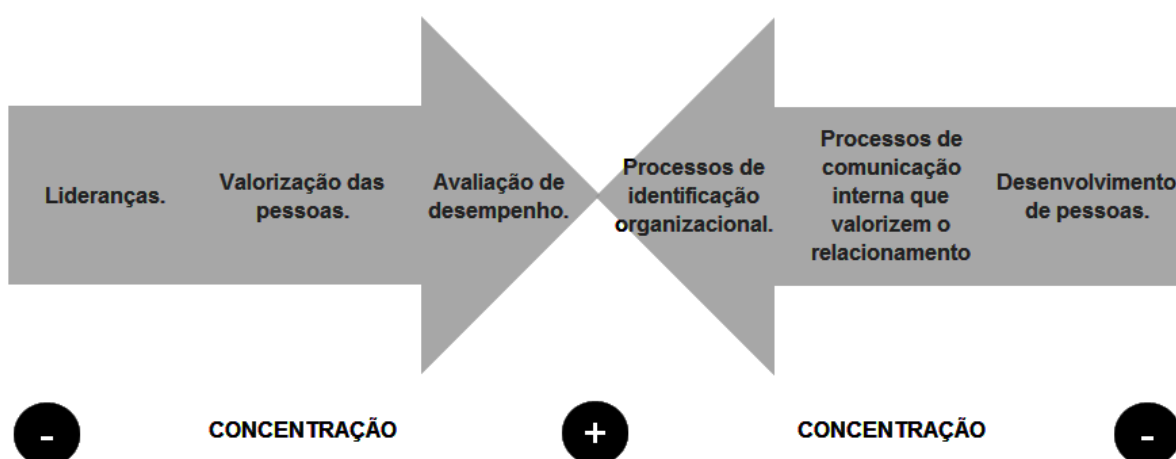 Lideranças.
Valorização das
pessoas.
Avaliação de
desempenho.
Processos de
identificação
organizacional.
Processos de
comunicação
interna que
valorizem o
relacionamento
Desenvolvimento
de pessoas.
- CONCENTRAÇÃO + CONCENTRAÇÃO -